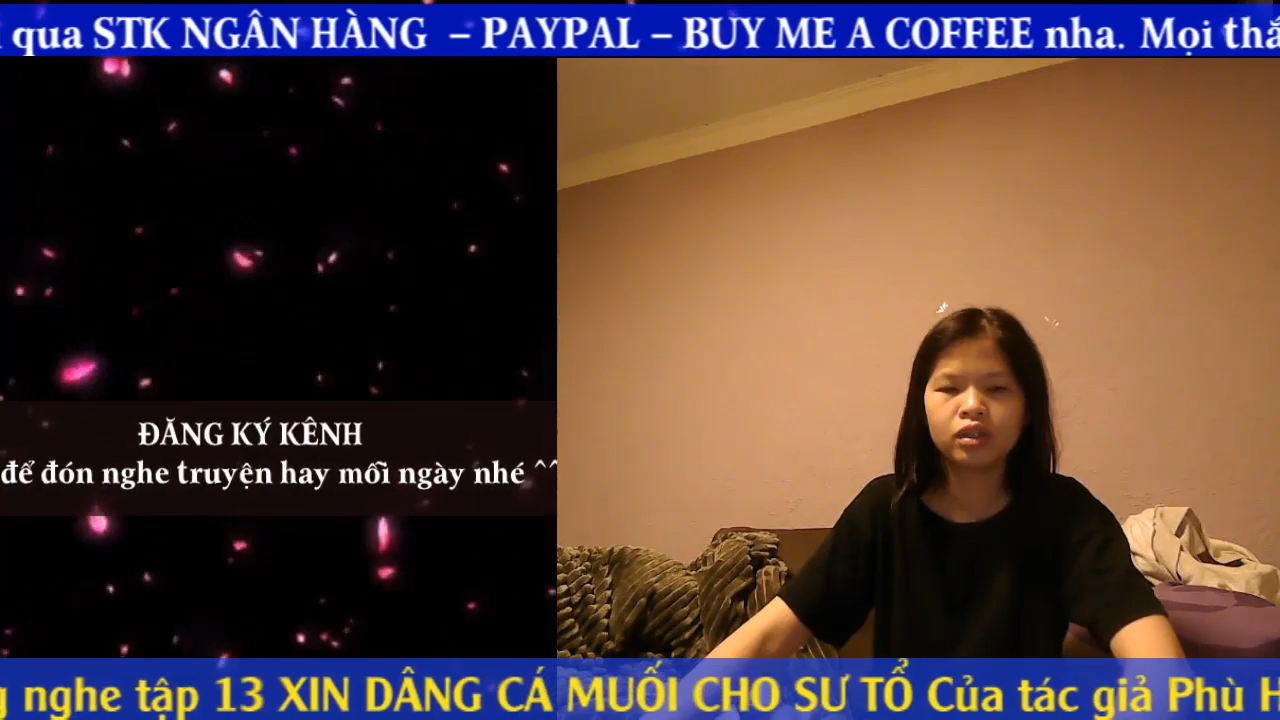 qua STK NGÂN HÀNG – PAYPAL – BUY ME A COFFEE nha. Mọi
ĐĂNG KÝ KÊNH
để đón nghe truyện hay mỗi ngày nhé ^^
nghe tập 13 XIN DÂNG CÁ MUỐI CHO SƯ TỔ Của tác giả Phù